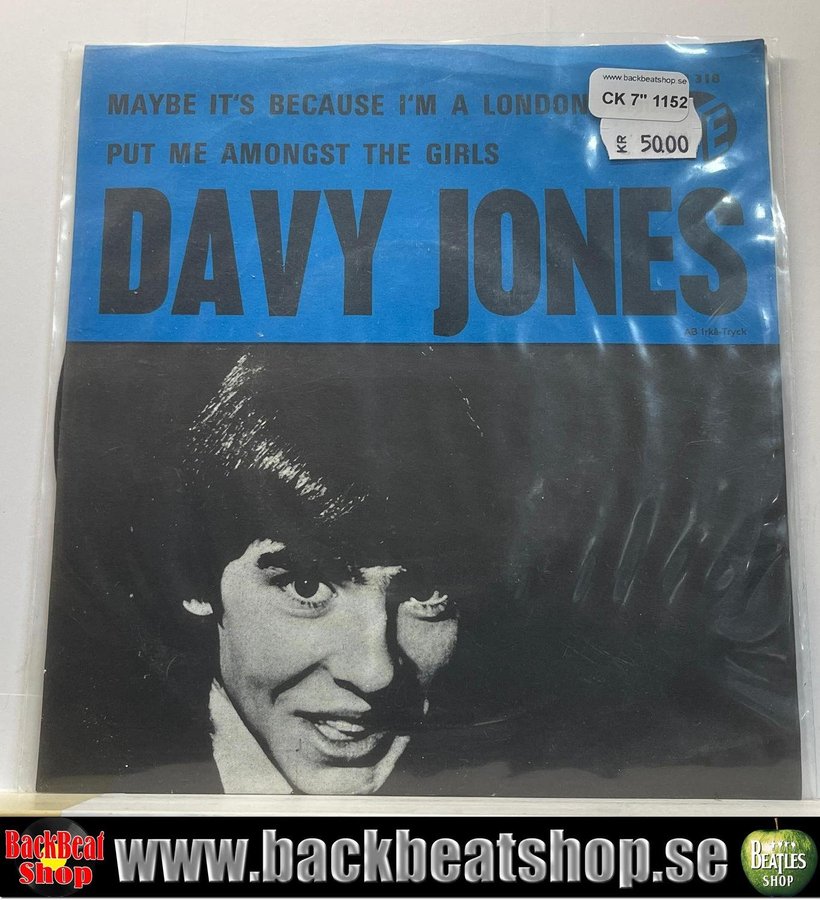 www.backbeatshop.se
318
CK 7" 1152
MAYBE IT'S BECAUSE I'M A LONDON
KR 50.00
PUT ME AMONGST THE GIRLS
DAVY JONES
AB Irkå-Tryck
BackBeat
Shop
www.backbeatshop.se
BEATLES
SHOP